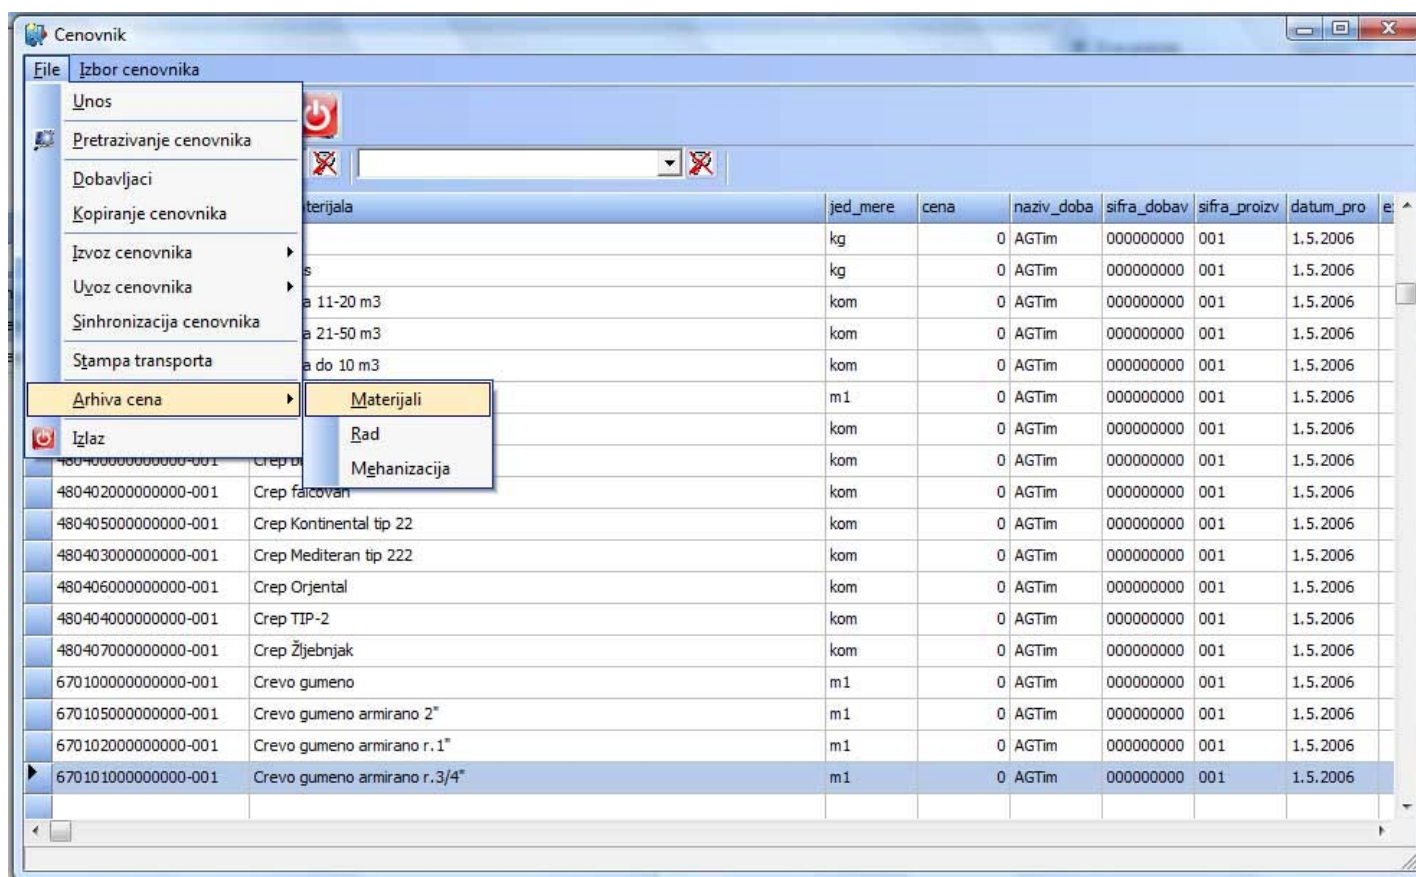 Cenovnik
File Izbor cenovnika
Unos
Pretrazivanje cenovnika
Dobavljaci
Kopiranje cenovnika
Izvoz cenovnika
Uvoz cenovnika
Sinhronizacija cenovnika
Stampa transporta
Arhiva cena
Izlaz
Materijali
Rad
Mehanizacija
jed_mere cena naziv_doba sifra_dobav sifra_proizv datum_pro
kg 0 AGTim 000000000 001 1.5.2006
kg 0 AGTim 000000000 001 1.5.2006
11-20 m3 kom 0 AGTim 000000000 001 1.5.2006
21-50 m3 kom 0 AGTim 000000000 001 1.5.2006
do 10 m3 kom 0 AGTim 000000000 001 1.5.2006
m1 0 AGTim 000000000 001 1.5.2006
kom 0 AGTim 000000000 001 1.5.2006
480400000000000-001 Crep kom 0 AGTim 000000000 001 1.5.2006
480402000000000-001 Crep falcovan kom 0 AGTim 000000000 001 1.5.2006
480405000000000-001 Crep Kontinental tip 22 kom 0 AGTim 000000000 001 1.5.2006
480403000000000-001 Crep Mediteran tip 222 kom 0 AGTim 000000000 001 1.5.2006
480406000000000-001 Crep Orjental kom 0 AGTim 000000000 001 1.5.2006
480404000000000-001 Crep TIP-2 kom 0 AGTim 000000000 001 1.5.2006
480407000000000-001 Crep Žljebnjak kom 0 AGTim 000000000 001 1.5.2006
670100000000000-001 Crevo gumeno m1 0 AGTim 000000000 001 1.5.2006
670105000000000-001 Crevo gumeno armirano 2" m1 0 AGTim 000000000 001 1.5.2006
670102000000000-001 Crevo gumeno armirano r.1" m1 0 AGTim 000000000 001 1.5.2006
670101000000000-001 Crevo gumeno armirano r.3/4" m1 0 AGTim 000000000 001 1.5.2006